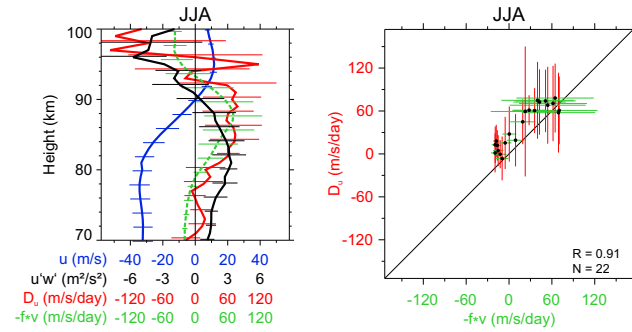 JJA
Height (km)
100
90
80
70
-40 -20 0 20 40
u (m/s)
-6 -3 0 3 6
u'w' (m²/s²)
-120 -60 0 60 120
D_u (m/s/day)
-120 -60 0 60 120
-f*v (m/s/day)
JJA
D_u (m/s/day)
120
60
0
-60
-120
R = 0.91
N = 22
-120 -60 0 60 120
-f*v (m/s/day)